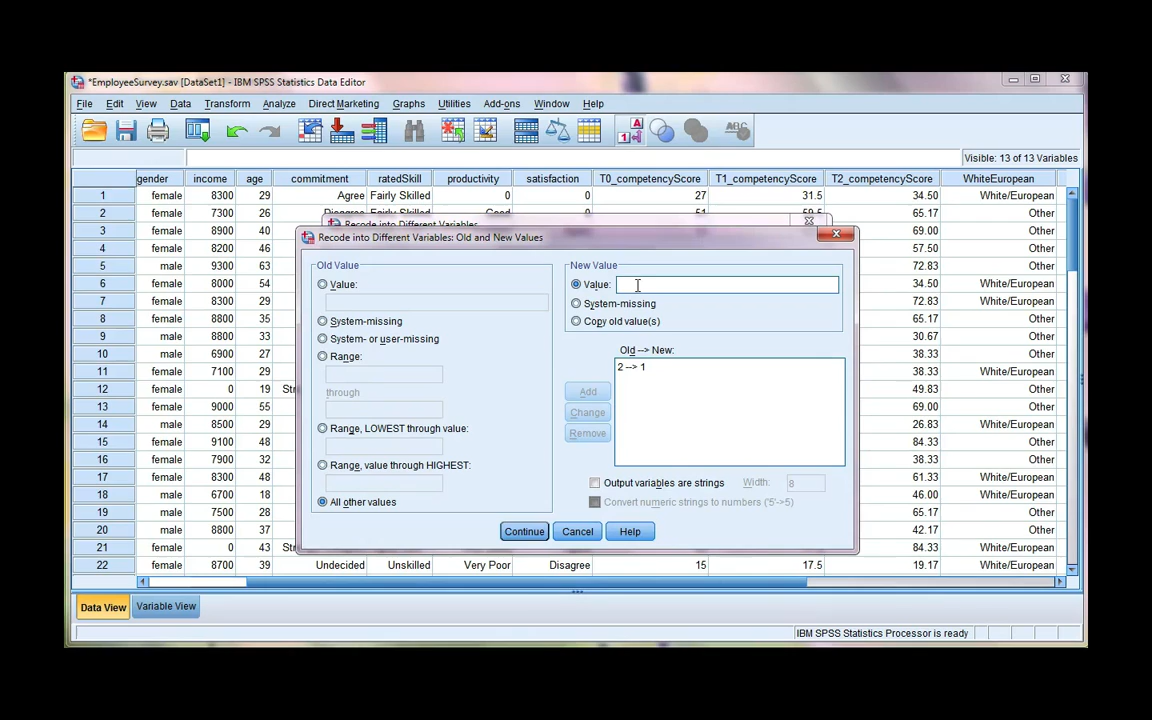 *EmployeeSurvey.sav [DataSet1] - IBM SPSS Statistics Data Editor
File Edit View Data Transform Analyze Direct Marketing Graphs Utilities Add-ons Window Help
Visible: 13 of 13 Variables
gender income age commitment ratedSkill productivity satisfaction T0_competencyScore T1_competencyScore T2_competencyScore WhiteEuropean
1 female 8300 29 Agree Fairly Skilled 0 0 27 31.5 34.50 White/European
2 female 7300 26 Disagree Fairly Skilled Good 0 51 59.5 65.17 Other
Recode into Different Variables
3 female 8900 40 69.00 Other
Recode into Different Variables: Old and New Values
4 female 8200 46 57.50 Other
5 male 9300 63 72.83 Other
6 female 8000 54 34.50 White/European
7 female 8300 29 72.83 White/European
8 female 8800 35 65.17 Other
9 male 8800 33 30.67 Other
10 female 6900 27 38.33 Other
11 female 7100 29 38.33 White/European
12 female 0 19 49.83 Other
13 female 9000 55 69.00 Other
14 male 8500 29 26.83 White/European
15 female 9100 48 84.33 Other
16 female 7900 32 38.33 Other
17 female 8300 48 61.33 White/European
18 male 6700 18 46.00 White/European
19 male 7500 28 65.17 Other
20 male 8800 37 42.17 Other
21 female 0 43 84.33 White/European
22 female 8700 39 Undecided Unskilled Very Poor Disagree 15 17.5 19.17 White/European
Old Value
Value:
System-missing
System- or user-missing
Range:
through
Range, LOWEST through value:
Range, value through HIGHEST:
All other values
New Value
Value:
System-missing
Copy old value(s)
Old --> New:
2 --> 1
Add
Change
Remove
Output variables are strings Width: 8
Convert numeric strings to numbers ('5'->5)
Continue Cancel Help
Data View Variable View
IBM SPSS Statistics Processor is ready